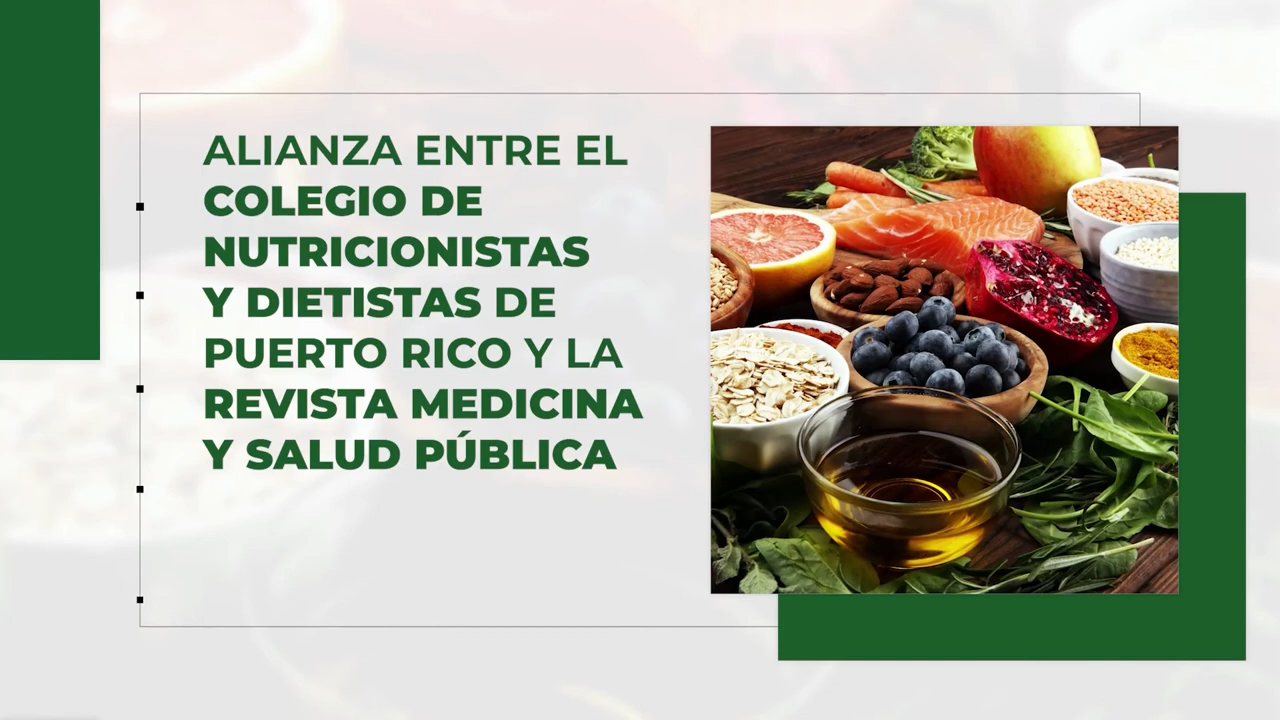 ALIANZA ENTRE EL
COLEGIO DE
NUTRICIONISTAS
Y DIETISTAS DE
PUERTO RICO Y LA
REVISTA MEDICINA
Y SALUD PÚBLICA